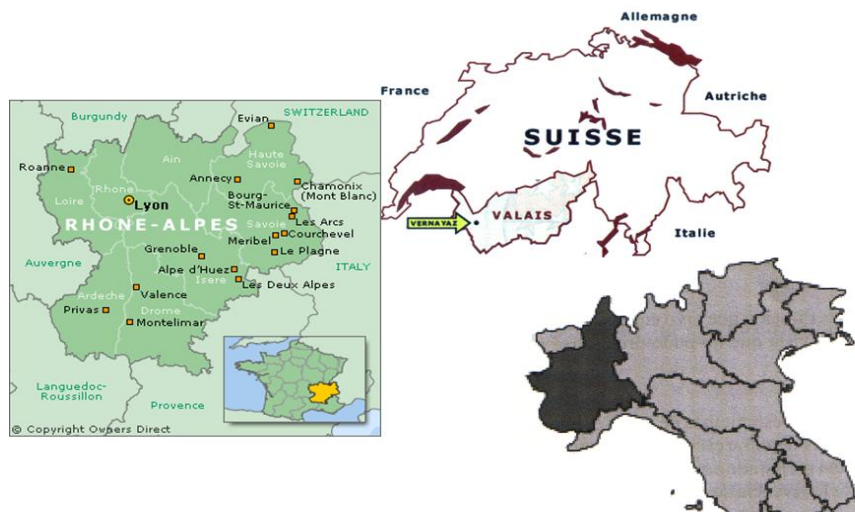 Allemagne
France
Autriche
SUISSE
VALAIS
VERNAYAZ
Italie
Burgundy
SWITZERLAND
Evian
Ain
Haute
Savoie
Roanne
Annecy
Chamonix
(Mont Blanc)
Rhone
Loire
Lyon
Bourg-
St-Maurice
Les Arcs
RHONE-ALPES
Savoie
Courchevel
Meribel
Grenoble
Le Plagne
Auvergne
Alpe d'Huez
ITALY
Isere
Les Deux Alpes
Ardeche
Valence
Privas
Drome
Montelimar
Languedoc-
Roussillon
Provence
© Copyright Owners Direct